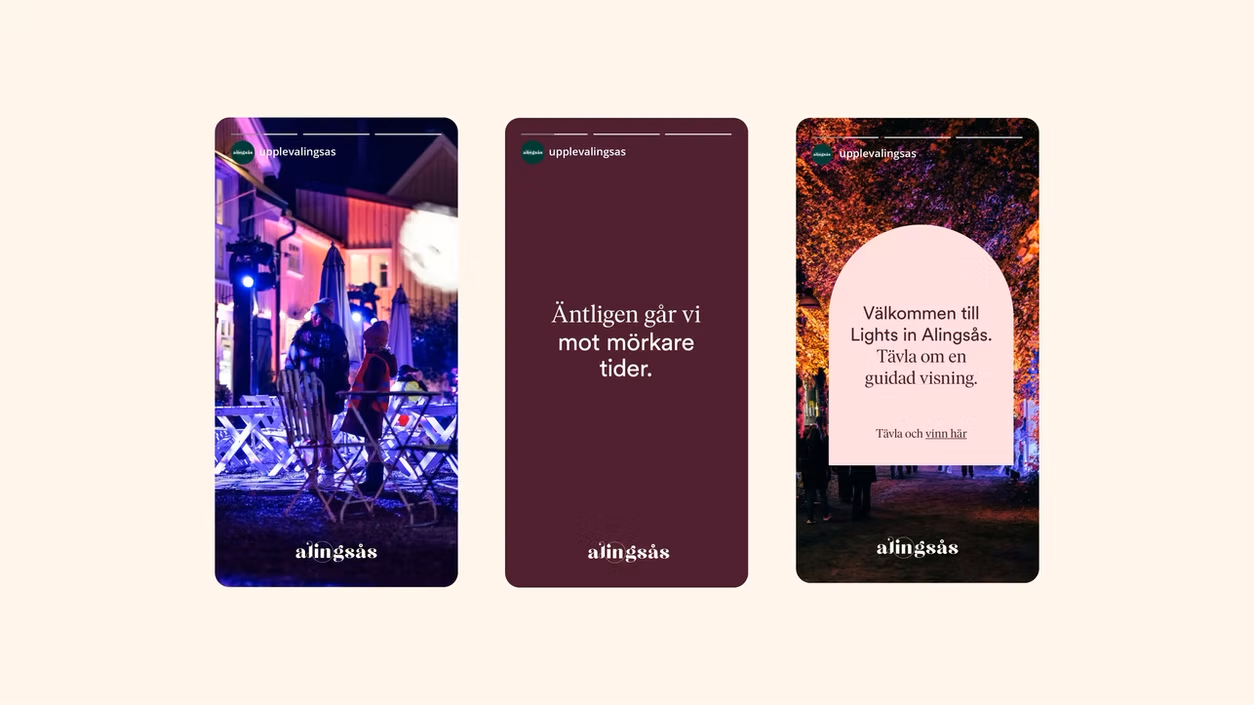 alingsås
upplevalingsas
alingsås
alingsås
upplevalingsas
Äntligen går vi
mot mörkare
tider.
alingsås
alingsås
upplevalingsas
Välkommen till
Lights in Alingsås.
Tävla om en
guidad visning.
Tävla och vinn här
alingsås